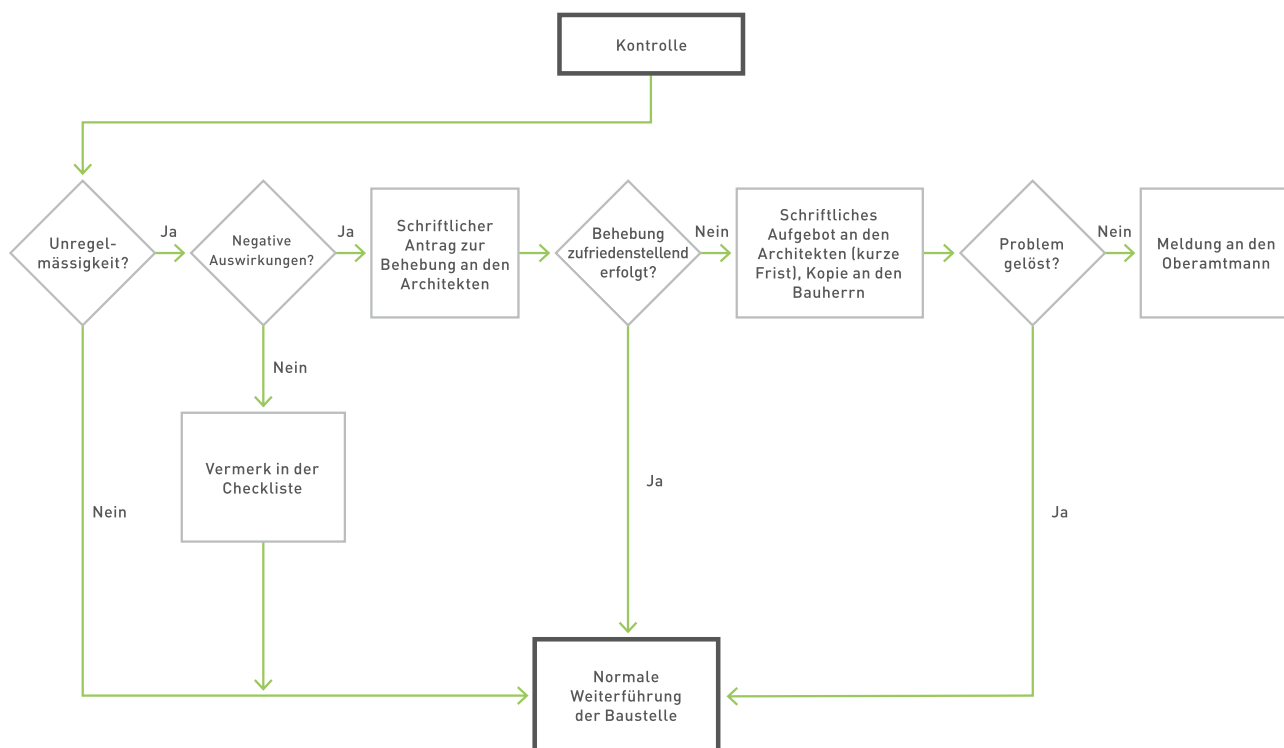 Kontrolle
Unregel-
mässigkeit?
Ja
Negative
Auswirkungen?
Ja
Schriftlicher
Antrag zur
Behebung an den
Architekten
Behebung
zufriedenstellend
erfolgt?
Nein
Schriftliches
Aufgebot an den
Architekten (kurze
Frist), Kopie an den
Bauherrn
Problem
gelöst?
Nein
Meldung an den
Oberamtmann
Nein
Vermerk in der
Checkliste
Nein
Ja
Ja
Normale
Weiterführung
der Baustelle